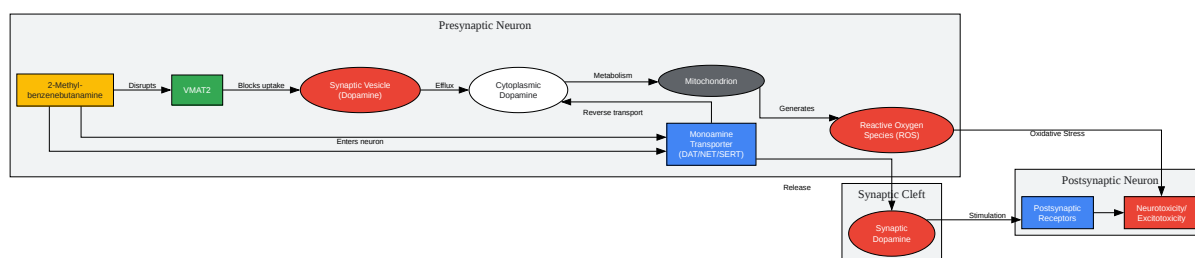 Presynaptic Neuron
2-Methyl-
benzenebutanamine
Disrupts
VMAT2
Blocks uptake
Synaptic Vesicle
(Dopamine)
Efflux
Cytoplasmic
Dopamine
Metabolism
Mitochondrion
Generates
Reactive Oxygen
Species (ROS)
Reverse transport
Enters neuron
Monoamine
Transporter
(DAT/NET/SERT)
Oxidative Stress
Release
Synaptic Cleft
Synaptic
Dopamine
Stimulation
Postsynaptic Neuron
Postsynaptic
Receptors
Neurotoxicity/
Excitotoxicity